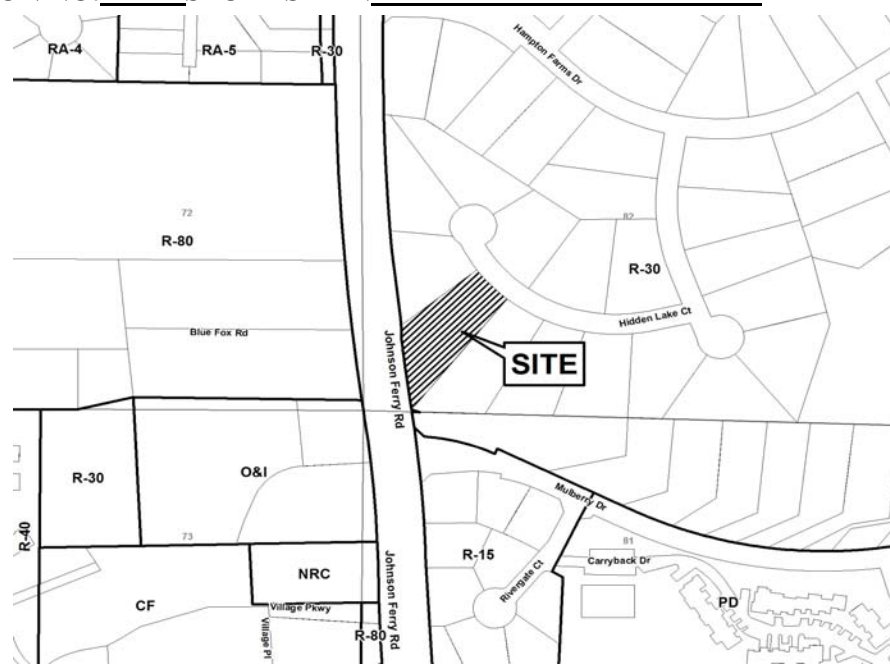 RA-4
RA-5
R-30
Hampton Farms Dr
72
R-80
82
R-30
Hidden Lake Ct
Blue Fox Rd
Johnson Ferry Rd
SITE
R-30
O&I
R-40
Mulberry Dr
73
81
R-15
Carryback Dr
NRC
Rivergate Ct
Johnson Ferry Rd
CF
Village Pkwy
PD
R-80
Village Pl